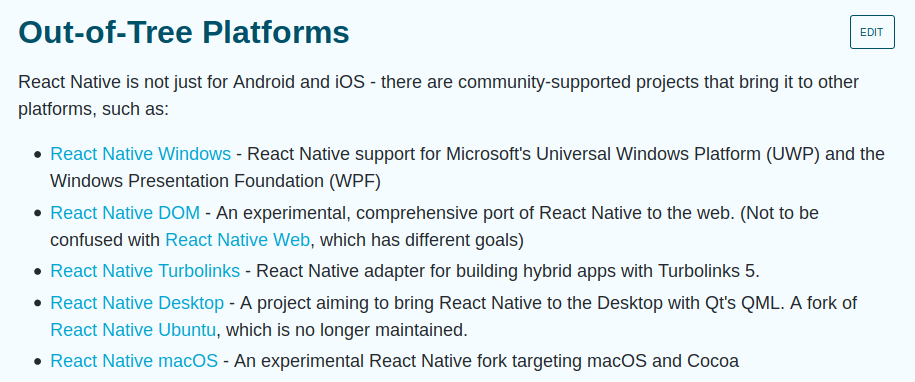 Out-of-Tree Platforms
EDIT
React Native is not just for Android and iOS - there are community-supported projects that bring it to other
platforms, such as:
• React Native Windows - React Native support for Microsoft's Universal Windows Platform (UWP) and the
Windows Presentation Foundation (WPF)
• React Native DOM - An experimental, comprehensive port of React Native to the web. (Not to be
confused with React Native Web, which has different goals)
• React Native Turbolinks - React Native adapter for building hybrid apps with Turbolinks 5.
• React Native Desktop - A project aiming to bring React Native to the Desktop with Qt's QML. A fork of
React Native Ubuntu, which is no longer maintained.
• React Native macOS - An experimental React Native fork targeting macOS and Cocoa